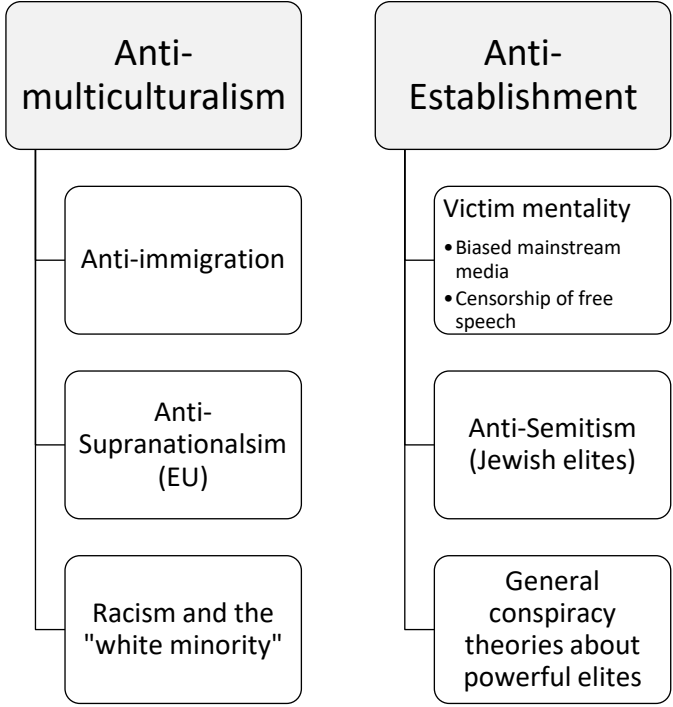 Anti-
multiculturalism
Anti-immigration
Anti-
Supranationalsim
(EU)
Racism and the
"white minority"
Anti-
Establishment
Victim mentality
•Biased mainstream
media
•Censorship of free
speech
Anti-Semitism
(Jewish elites)
General
conspiracy
theories about
powerful elites